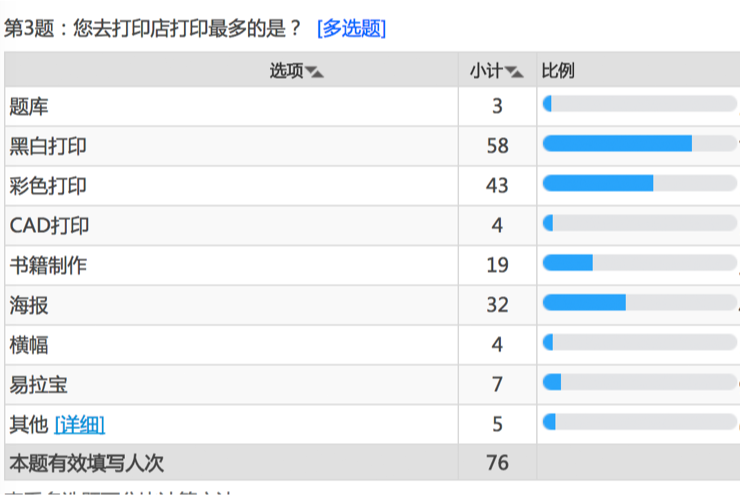 第3题：您去打印店打印最多的是？ [多选题]
选项 小计 比例
题库 3
黑白打印 58
彩色打印 43
CAD打印 4
书籍制作 19
海报 32
横幅 4
易拉宝 7
其他 [详细] 5
本题有效填写人次 76